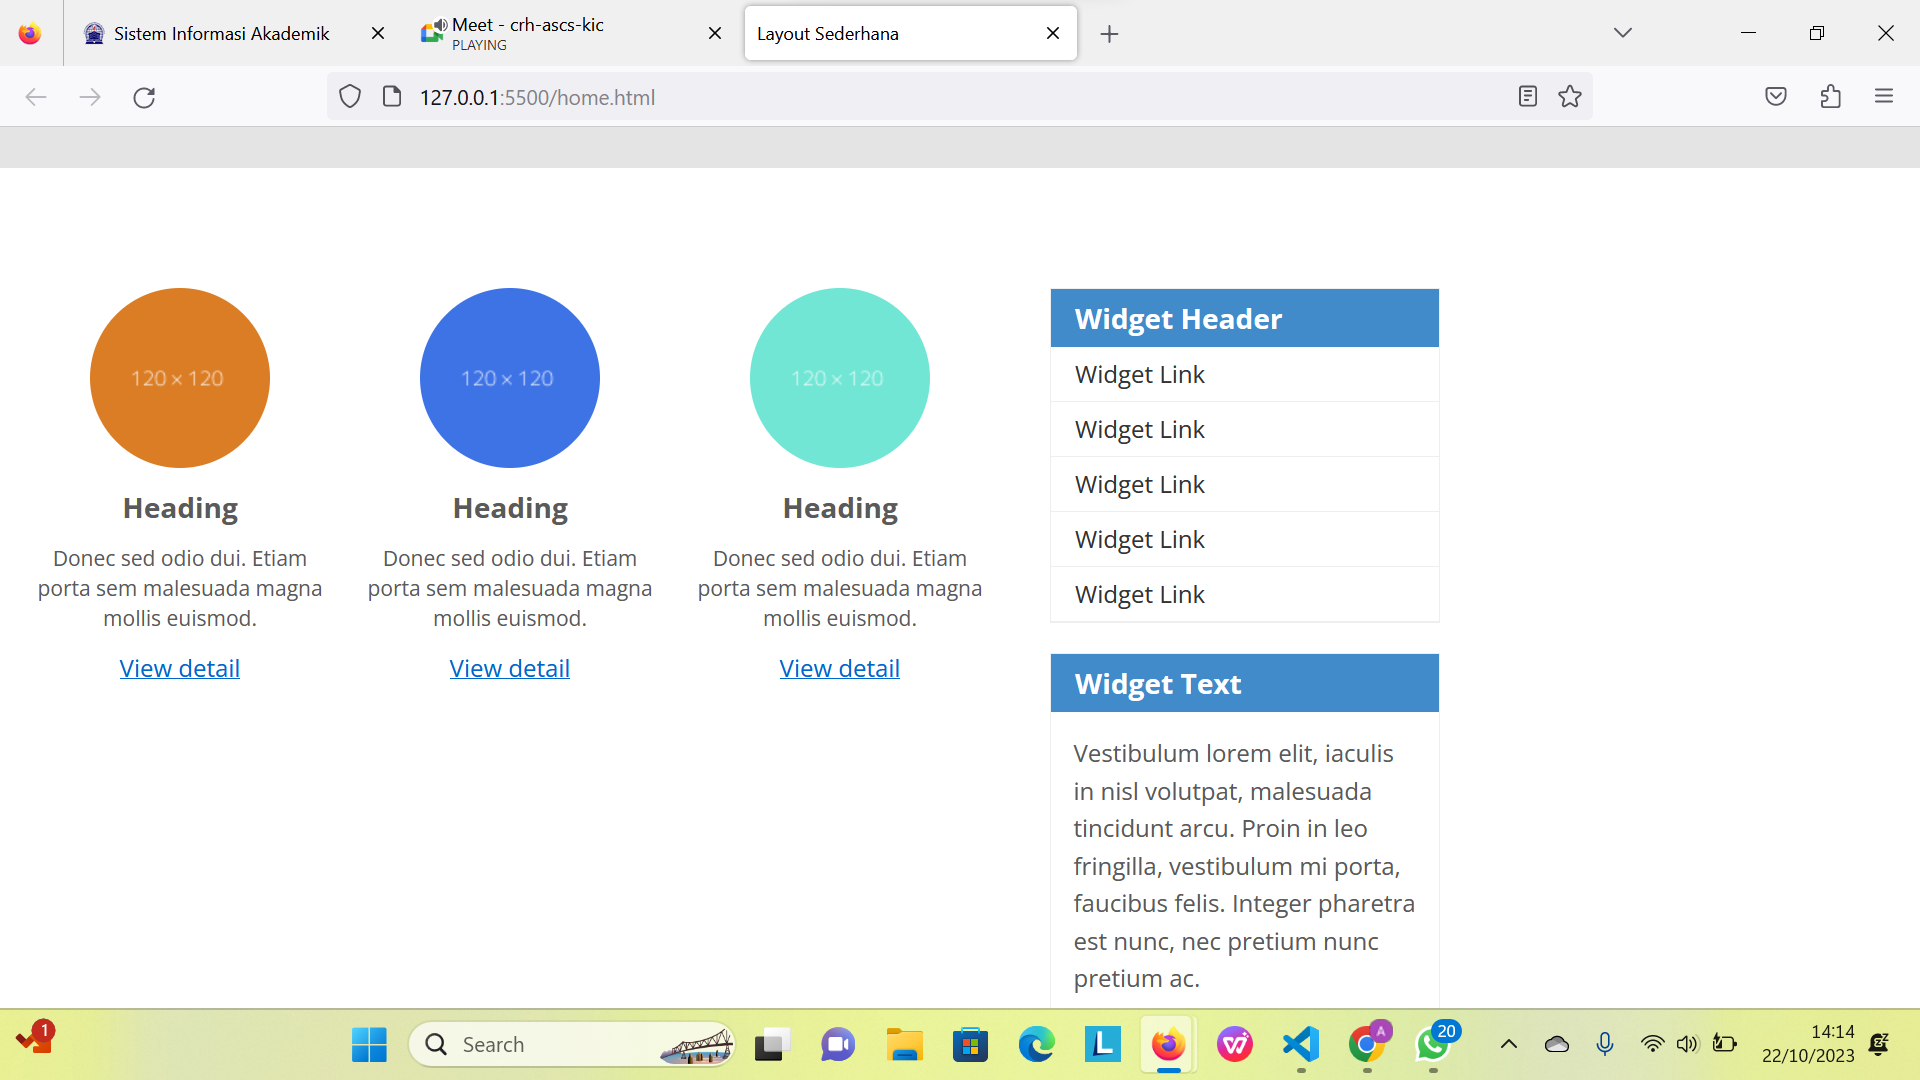 Sistem Informasi Akademik
Meet - crh-ascs-kic
PLAYING
Layout Sederhana
127.0.0.1:5500/home.html
120 × 120
120 × 120
120 × 120
Heading
Heading
Heading
Donec sed odio dui. Etiam
porta sem malesuada magna
mollis euismod.
Donec sed odio dui. Etiam
porta sem malesuada magna
mollis euismod.
Donec sed odio dui. Etiam
porta sem malesuada magna
mollis euismod.
View detail
View detail
View detail
Widget Header
Widget Link
Widget Link
Widget Link
Widget Link
Widget Link
Widget Text
Vestibulum lorem elit, iaculis
in nisl volutpat, malesuada
tincidunt arcu. Proin in leo
fringilla, vestibulum mi porta,
faucibus felis. Integer pharetra
est nunc, nec pretium nunc
pretium ac.
1
Search
L
A
20
14:14
22/10/2023